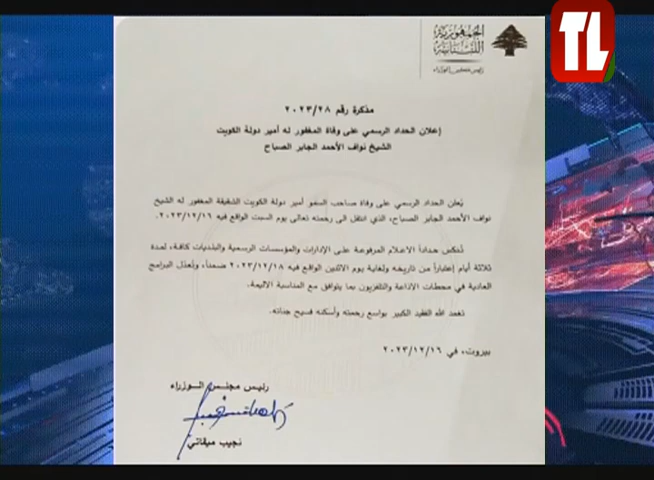 TL
الجمهورية
اللبنانية
رئيس مجلس الوزراء
مذكرة رقم ٢٠٢٣/٢٨
إعلان الحداد الرسمي على وفاة المغفور له أمير دولة الكويت
الشيخ نواف الأحمد الجابر الصباح
يُعلن الحداد الرسمي على وفاة صاحب السمو أمير دولة الكويت الشقيقة المغفور له الشيخ
نواف الأحمد الجابر الصباح، الذي انتقل الى رحمته تعالى يوم السبت الواقع فيه ٢٠٢٣/١٢/١٦.
تُنكس حداداً الاعلام المرفوعة على الإدارات والمؤسسات الرسمية والبلديات كافة، لمدة
ثلاثة أيام إعتباراً من تاريخه ولغاية يوم الاثنين الواقع فيه ٢٠٢٣/١٢/١٨ ضمناً، وتُعدّل البرامج
العادية في محطات الاذاعة والتلفزيون بما يتوافق مع المناسبة الأليمة.
تغمد الله الفقيد الكبير بواسع رحمته وأسكنه فسيح جناته.
بيروت، في ٢٠٢٣/١٢/١٦
رئيس مجلس الوزراء
نجيب ميقاتي